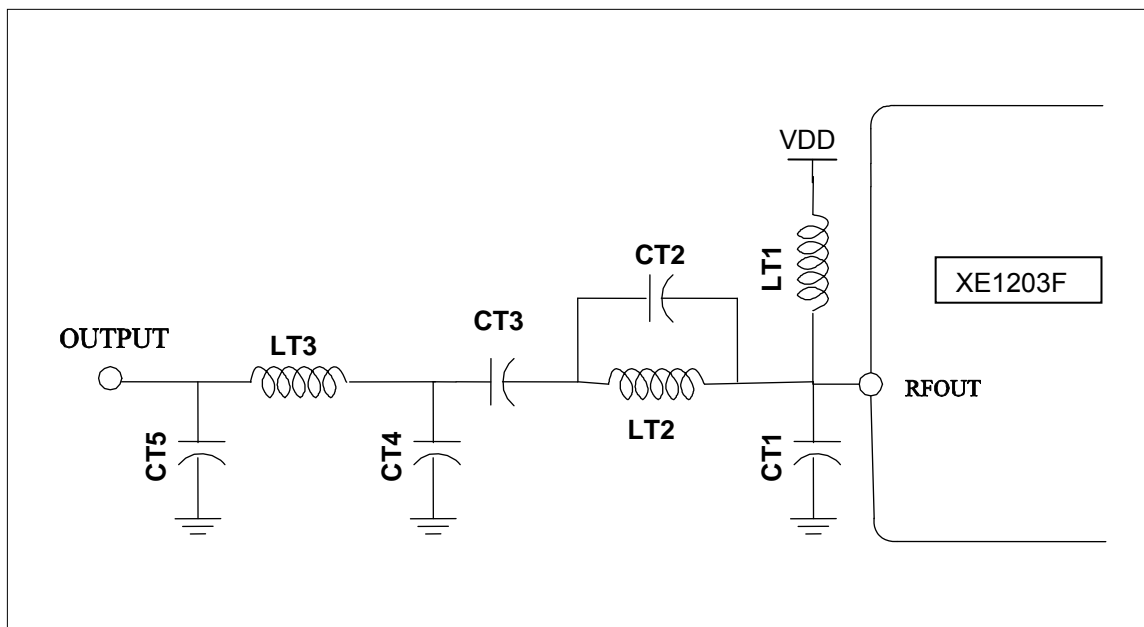 VDD
LT1
CT2
XE1203F
CT3
OUTPUT
LT3
RFOUT
LT2
CT5
CT4
CT1